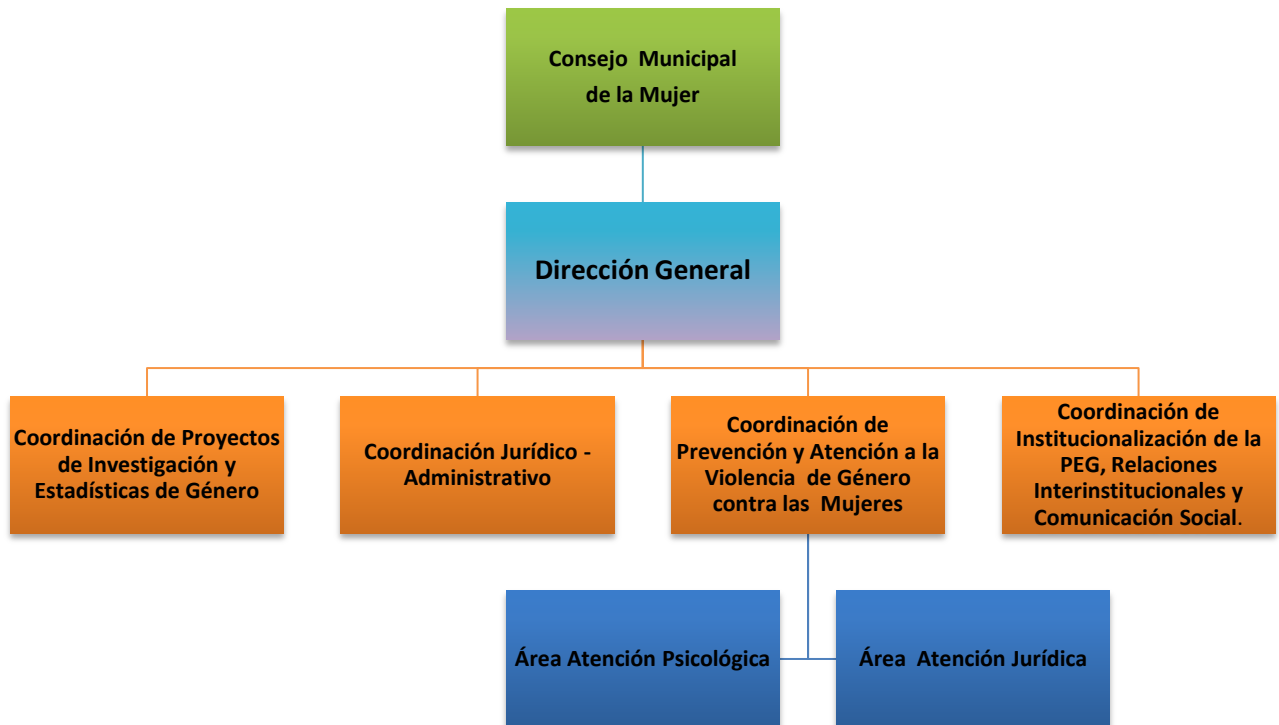 Consejo Municipal
de la Mujer
Dirección General
Coordinación de Proyectos
de Investigación y
Estadísticas de Género
Coordinación Jurídico -
Administrativo
Coordinación de
Prevención y Atención a la
Violencia de Género
contra las Mujeres
Coordinación de
Institucionalización de la
PEG, Relaciones
Interinstitucionales y
Comunicación Social.
Área Atención Psicológica
Área Atención Jurídica